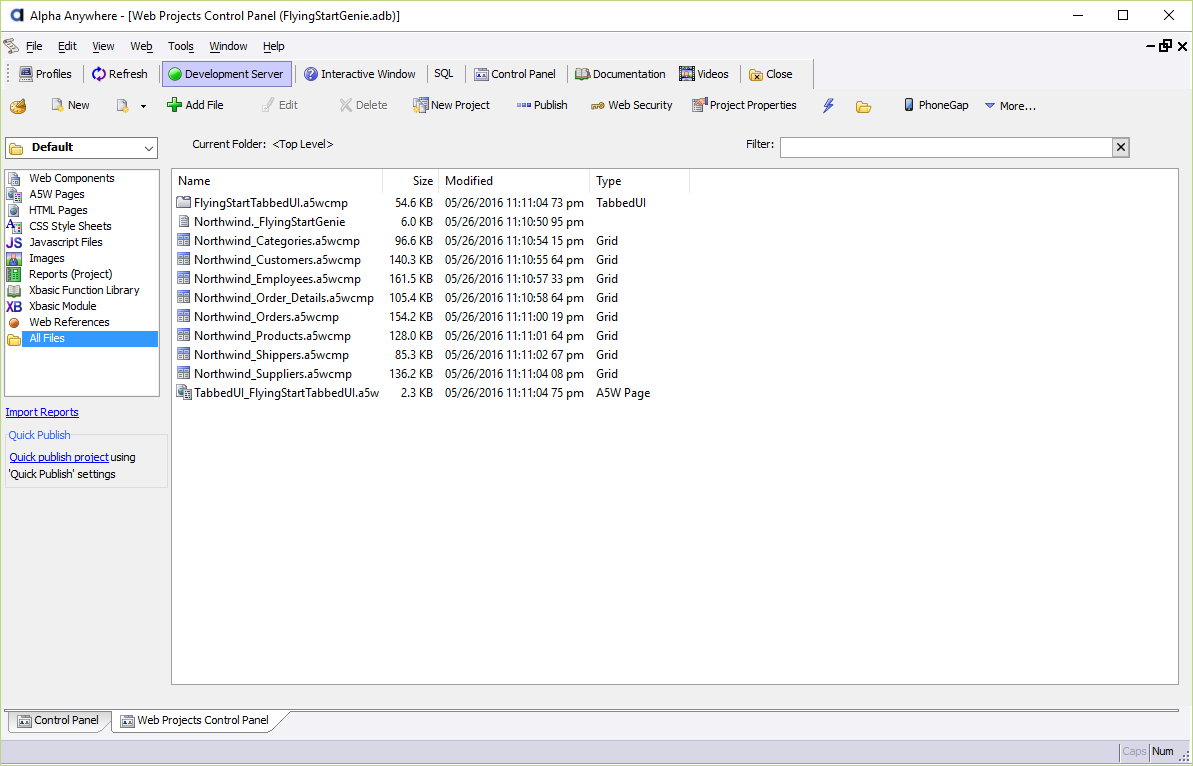 Alpha Anywhere - [Web Projects Control Panel (FlyingStartGenie.adb)]
File Edit View Web Tools Window Help
Profiles Refresh Development Server Interactive Window SQL Control Panel Documentation Videos Close
New Add File Edit Delete New Project Publish Web Security Project Properties PhoneGap More...
Default Current Folder: <Top Level> Filter:
Name Size Modified Type
Web Components
A5W Pages
HTML Pages
CSS Style Sheets
JS Javascript Files
Images
Reports (Project)
Xbasic Function Library
XB Xbasic Module
Web References
All Files
FlyingStartTabbedUI.a5wcmp 54.6 KB 05/26/2016 11:11:04 73 pm TabbedUI
Northwind._FlyingStartGenie 6.0 KB 05/26/2016 11:10:50 95 pm
Northwind_Categories.a5wcmp 96.6 KB 05/26/2016 11:10:54 15 pm Grid
Northwind_Customers.a5wcmp 140.3 KB 05/26/2016 11:10:55 64 pm Grid
Northwind_Employees.a5wcmp 161.5 KB 05/26/2016 11:10:57 33 pm Grid
Northwind_Order_Details.a5wcmp 105.4 KB 05/26/2016 11:10:58 64 pm Grid
Northwind_Orders.a5wcmp 154.2 KB 05/26/2016 11:11:00 19 pm Grid
Northwind_Products.a5wcmp 128.0 KB 05/26/2016 11:11:01 64 pm Grid
Northwind_Shippers.a5wcmp 85.3 KB 05/26/2016 11:11:02 67 pm Grid
Northwind_Suppliers.a5wcmp 136.2 KB 05/26/2016 11:11:04 08 pm Grid
TabbedUI_FlyingStartTabbedUI.a5w 2.3 KB 05/26/2016 11:11:04 75 pm A5W Page
Import Reports
Quick Publish
Quick publish project using
'Quick Publish' settings
Control Panel Web Projects Control Panel
Caps Num